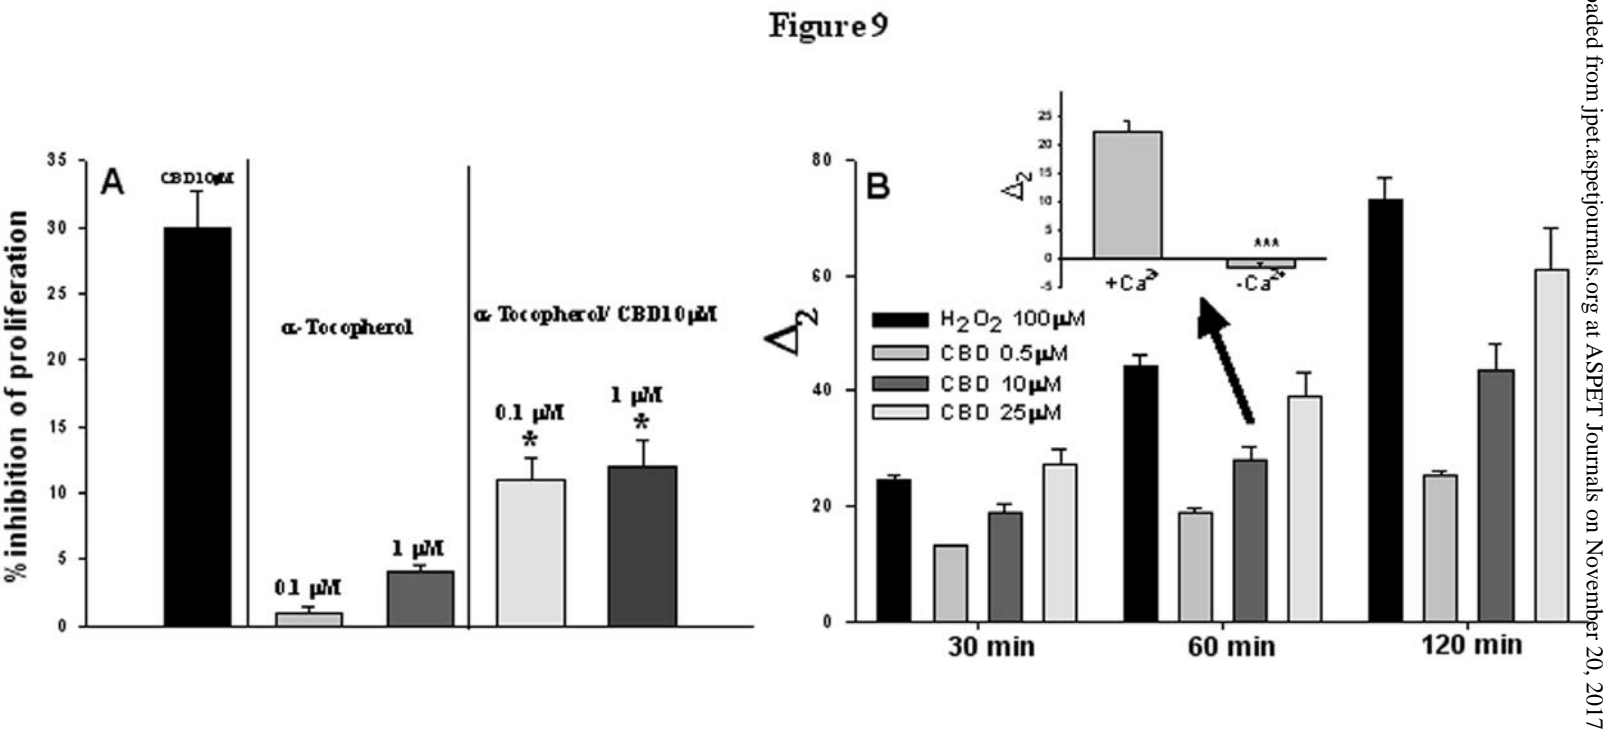 Figure 9
35
30
25
20
15
10
5
0
% inhibition of proliferation
A
CBD10µM
α-Tocopherol
α-Tocopherol/ CBD10µM
0.1 µM
1 µM
0.1 µM
*
1 µM
*
80
60
40
20
0
Δ2
B
25
20
15
10
5
0
-5
Δ2
***
+Ca2+
-Ca2+
H2O2 100µM
CBD 0.5µM
CBD 10µM
CBD 25µM
30 min
60 min
120 min
oaded from jpet.aspetjournals.org at ASPET Journals on November 20, 2017